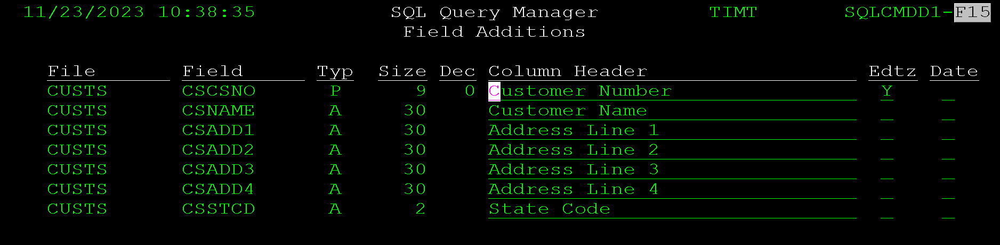 11/23/2023 10:38:35 SQL Query Manager TIMT SQLCMDD1-F15
Field Additions
File Field Typ Size Dec Column Header Edtz Date
CUSTS CSCSNO P 9 0 Customer Number Y _
CUSTS CSNAME A 30 Customer Name _ _
CUSTS CSADD1 A 30 Address Line 1 _ _
CUSTS CSADD2 A 30 Address Line 2 _ _
CUSTS CSADD3 A 30 Address Line 3 _ _
CUSTS CSADD4 A 30 Address Line 4 _ _
CUSTS CSSTCD A 2 State Code _ _